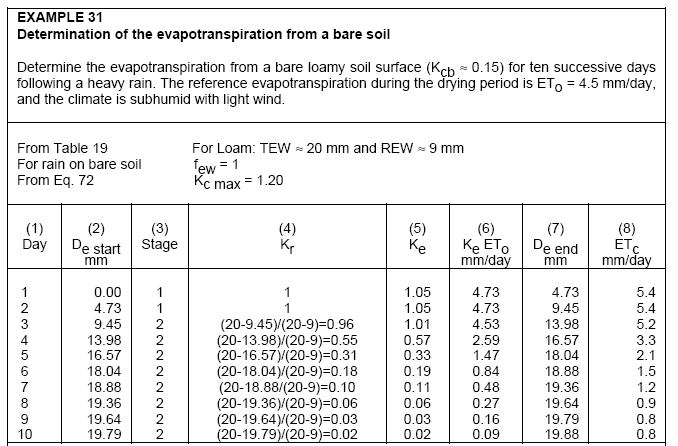 EXAMPLE 31
Determination of the evapotranspiration from a bare soil
Determine the evapotranspiration from a bare loamy soil surface (Kcb ≈ 0.15) for ten successive days
following a heavy rain. The reference evapotranspiration during the drying period is ETo = 4.5 mm/day,
and the climate is subhumid with light wind.
From Table 19 For Loam: TEW ≈ 20 mm and REW ≈ 9 mm
For rain on bare soil few = 1
From Eq. 72 Kc max = 1.20
(1) (2) (3) (4) (5) (6) (7) (8)
Day De start Stage Kr Ke Ke ETo De end ETc
mm mm/day mm mm/day
1 0.00 1 1 1.05 4.73 4.73 5.4
2 4.73 1 1 1.05 4.73 9.45 5.4
3 9.45 2 (20-9.45)/(20-9)=0.96 1.01 4.53 13.98 5.2
4 13.98 2 (20-13.98)/(20-9)=0.55 0.57 2.59 16.57 3.3
5 16.57 2 (20-16.57)/(20-9)=0.31 0.33 1.47 18.04 2.1
6 18.04 2 (20-18.04)/(20-9)=0.18 0.19 0.84 18.88 1.5
7 18.88 2 (20-18.88/(20-9)=0.10 0.11 0.48 19.36 1.2
8 19.36 2 (20-19.36)/(20-9)=0.06 0.06 0.27 19.64 0.9
9 19.64 2 (20-19.64)/(20-9)=0.03 0.03 0.16 19.79 0.8
10 19.79 2 (20-19.79)/(20-9)=0.02 0.02 0.09 19.88 0.8